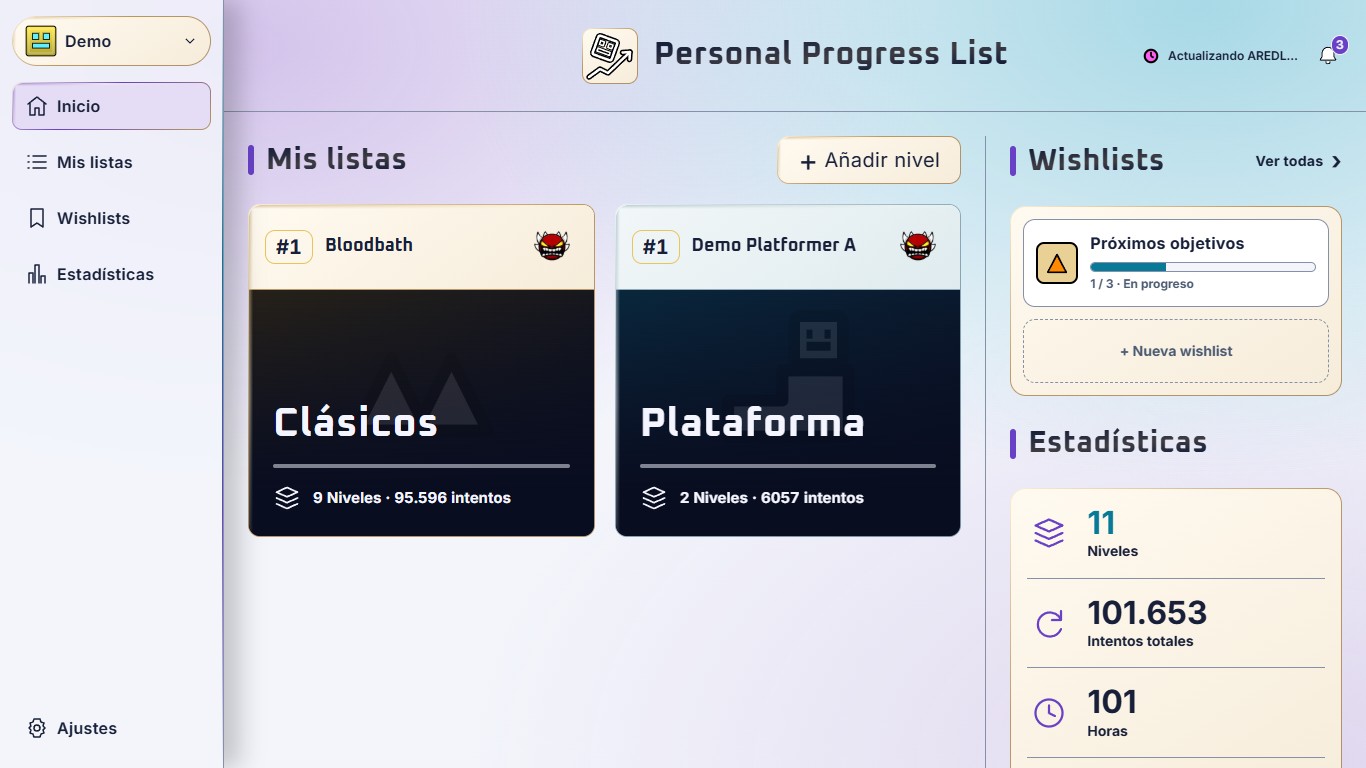 Demo
Inicio
Mis listas
Wishlists
Estadísticas
Ajustes
Personal Progress List
Actualizando AREDL...
3
Mis listas
+ Añadir nivel
#1 Bloodbath
Clásicos
9 Niveles · 95.596 intentos
#1 Demo Platformer A
Plataforma
2 Niveles · 6057 intentos
Wishlists
Ver todas
Próximos objetivos
1 / 3 · En progreso
+ Nueva wishlist
Estadísticas
11
Niveles
101.653
Intentos totales
101
Horas